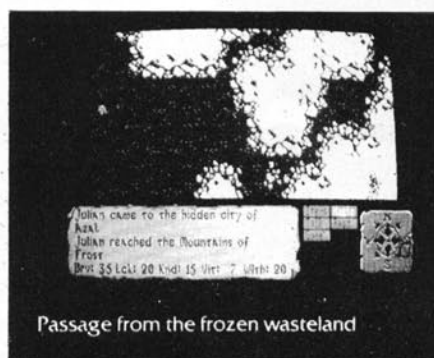 Julian came to the hidden city of
Azal
Julian reached the Mountains of
Frost
Brv: 35 Lck: 20 Knd: 15 Vit: 7 Wlth: 20
Passage from the frozen wasteland